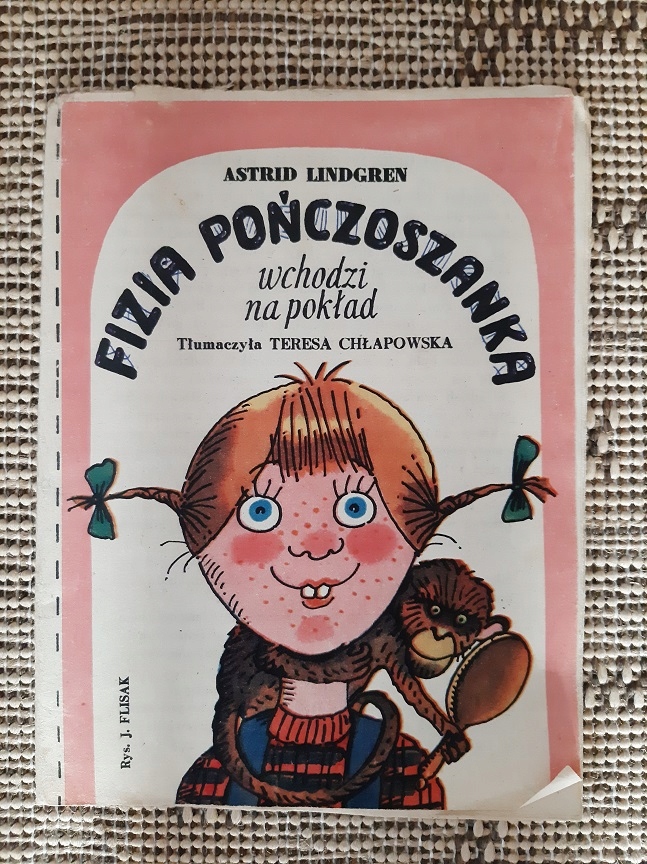 ASTRID LINDGREN
FIZIA POŃCZOSZANKA
wchodzi
na pokład
Tłumaczyła TERESA CHŁAPOWSKA
Rys. J. FLISAK